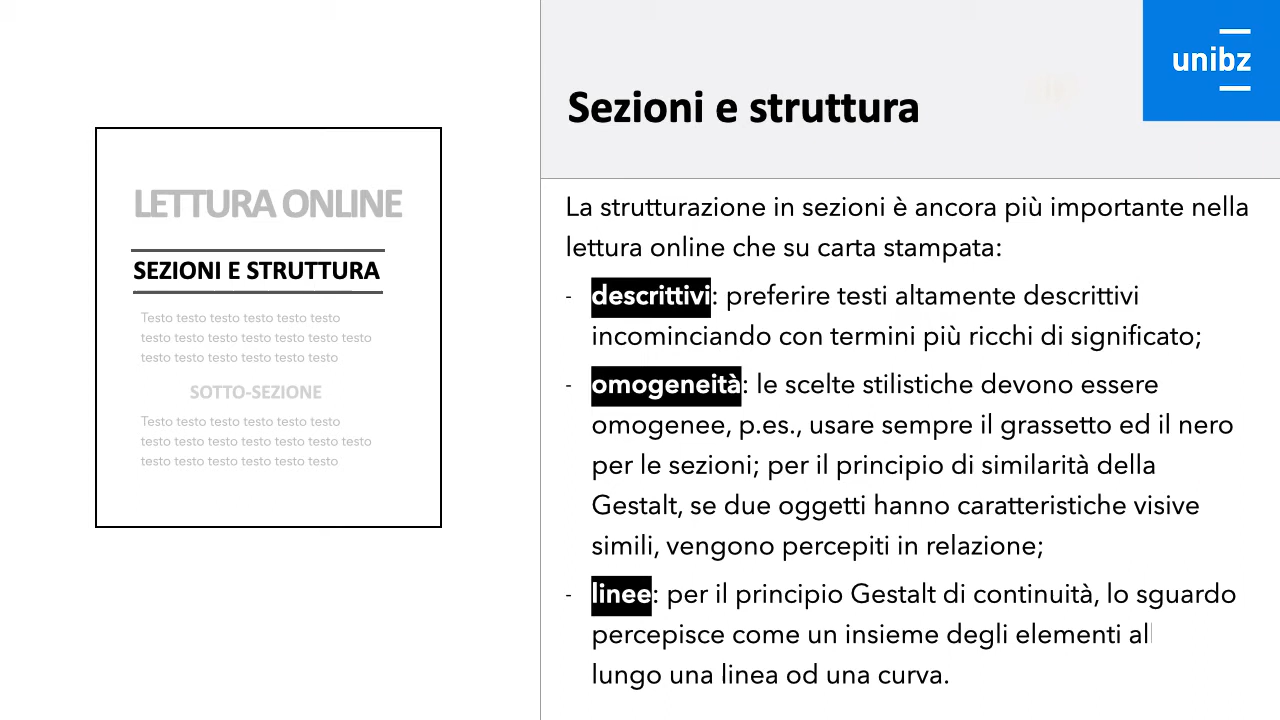 LETTURA ONLINE
SEZIONI E STRUTTURA
Testo testo testo testo testo testo
testo testo testo testo testo testo testo
testo testo testo testo testo testo
SOTTO-SEZIONE
Testo testo testo testo testo testo
testo testo testo testo testo testo testo
testo testo testo testo testo testo
unibz
Sezioni e struttura
La strutturazione in sezioni è ancora più importante nella
lettura online che su carta stampata:
- descrittivi: preferire testi altamente descrittivi
incominciando con termini più ricchi di significato;
- omogeneità: le scelte stilistiche devono essere
omogenee, p.es., usare sempre il grassetto ed il nero
per le sezioni; per il principio di similarità della
Gestalt, se due oggetti hanno caratteristiche visive
simili, vengono percepiti in relazione;
- linee: per il principio Gestalt di continuità, lo sguardo
percepisce come un insieme degli elementi al
lungo una linea od una curva.